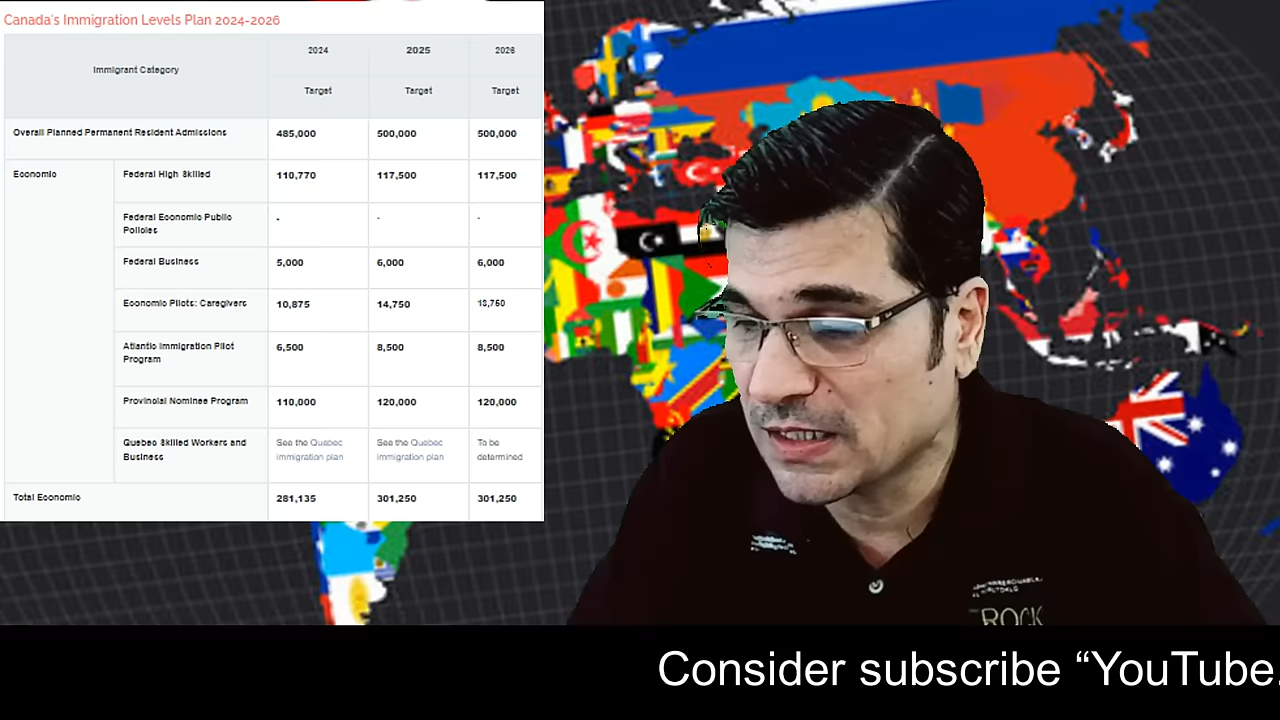 Canada's Immigration Levels Plan 2024-2026
Immigrant Category
2024
2025
2026
Target
Target
Target
Overall Planned Permanent Resident Admissions
485,000
500,000
500,000
Economic
Federal High Skilled
110,770
117,500
117,500
Federal Economic Public
Policies
-
-
-
Federal Business
5,000
6,000
6,000
Economic Pilots: Caregivers
10,875
14,750
Atlantic Immigration Pilot
Program
6,500
8,500
8,500
Provincial Nominee Program
110,000
120,000
120,000
Quebec Skilled Workers and
Business
See the Quebec
immigration plan
See the Quebec
immigration plan
To be
determined
Total Economic
281,135
301,250
301,250
ROCK
Consider subscribe “YouTube.